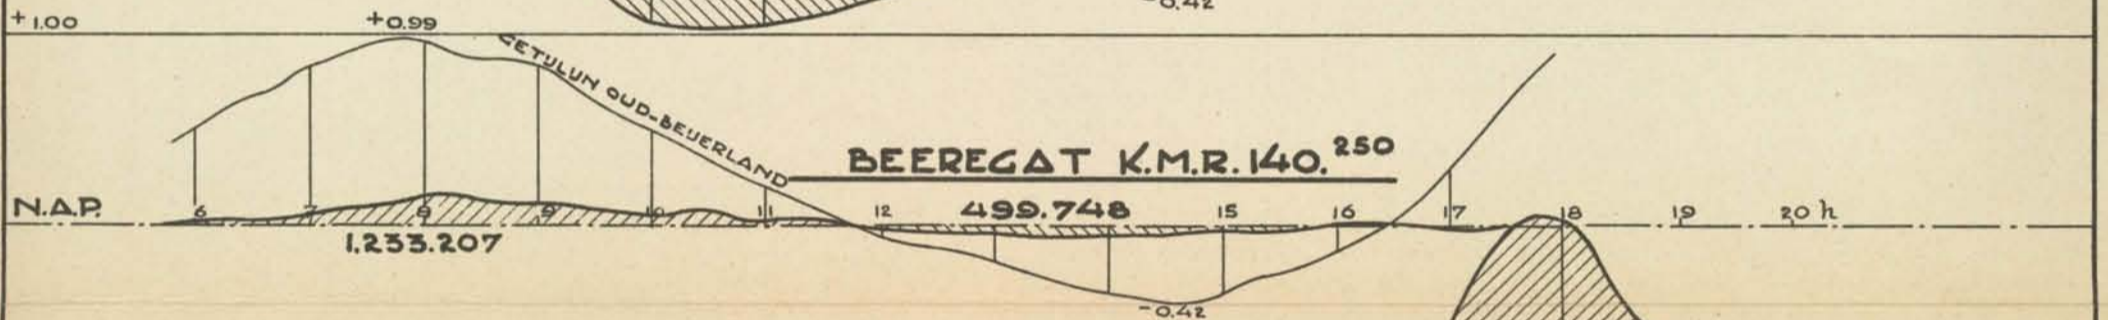 -0.42
+1.00
+0.99
GETIJLIJN OUD-BEIJERLAND
BEEREGAT K.M.R. 140.250
N.A.P.
6 7 8 9 10 11 12 499.748 15 16 17 18 19 20 h
1.233.207
-0.42